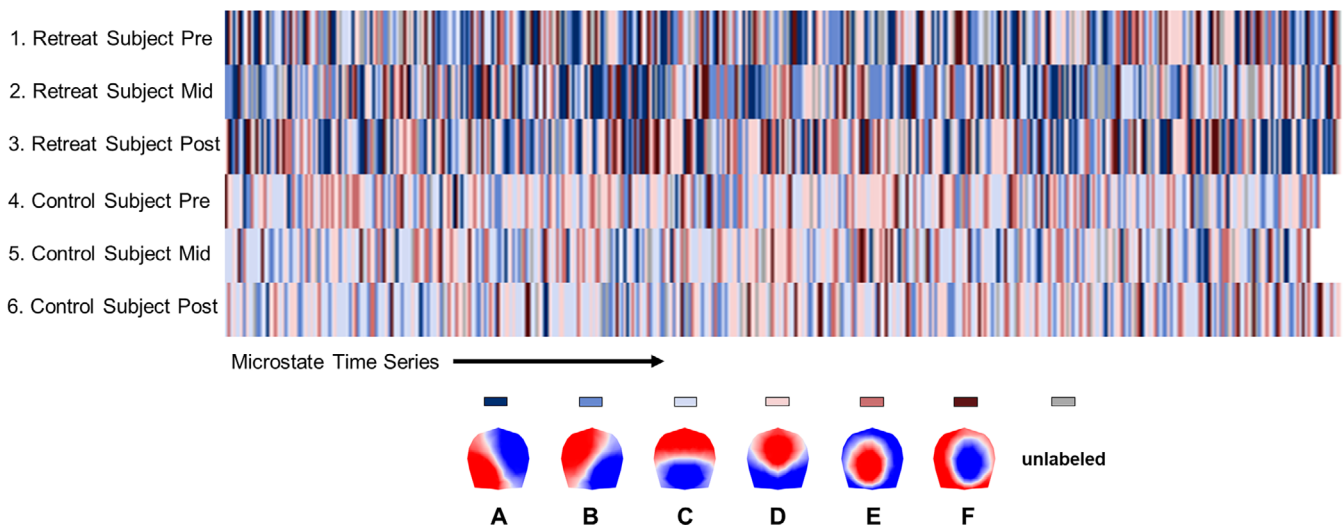 1. Retreat Subject Pre
2. Retreat Subject Mid
3. Retreat Subject Post
4. Control Subject Pre
5. Control Subject Mid
6. Control Subject Post
Microstate Time Series
unlabeled
A B C D E F